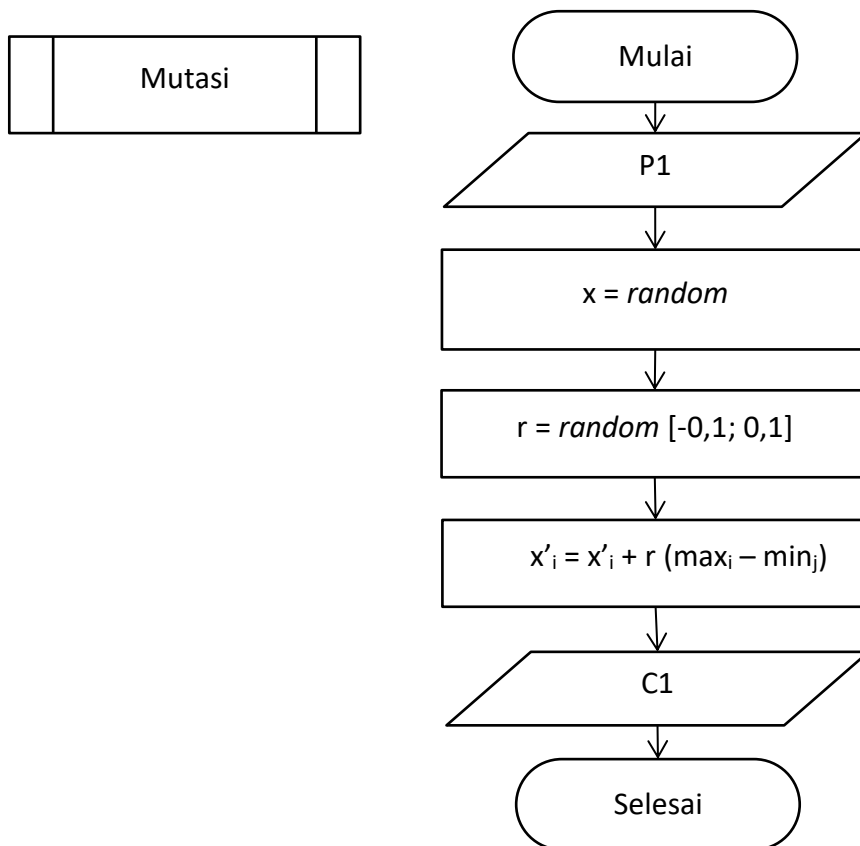 Mutasi
Mulai
P1
x = random
r = random [-0,1; 0,1]
x’ᵢ = x’ᵢ + r (maxᵢ – minⱼ)
C1
Selesai